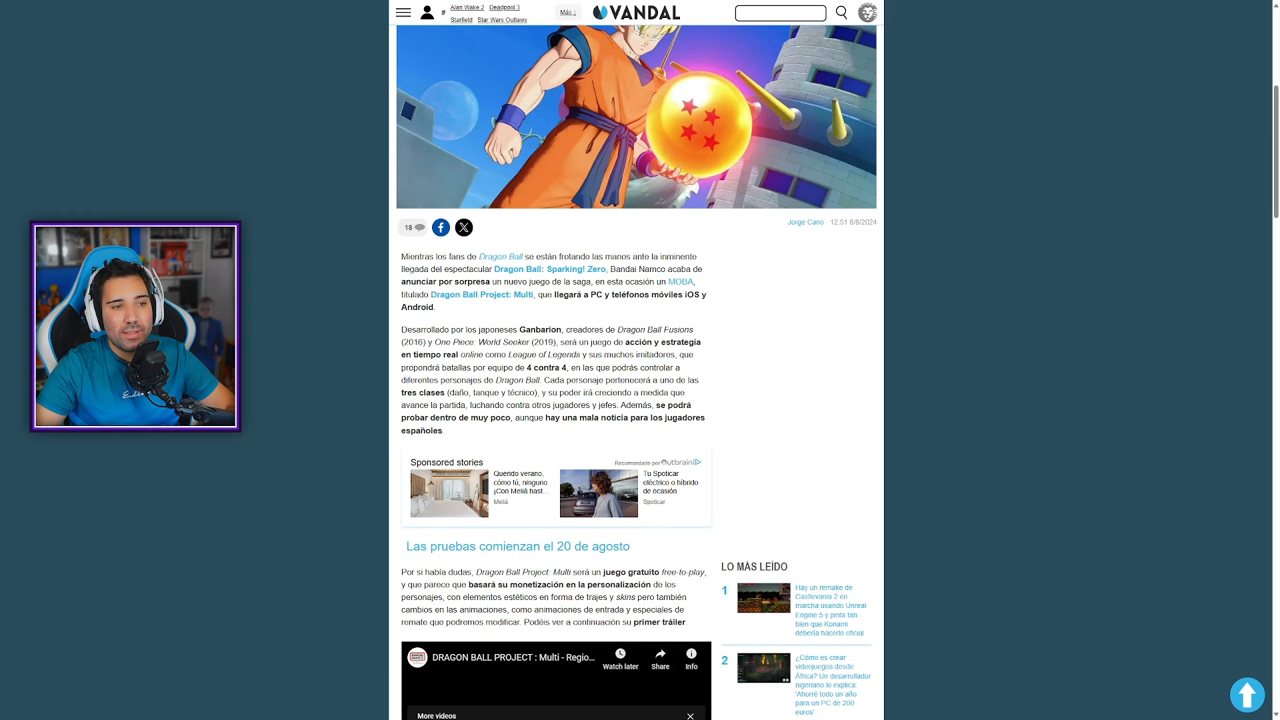 # Alan Wake 2 Deadpool 3
Starfield Star Wars Outlaws
Más ↓
VANDAL
18
Jorge Cano · 12:51 8/8/2024
Mientras los fans de Dragon Ball se están frotando las manos ante la inminente
llegada del espectacular Dragon Ball: Sparking! Zero, Bandai Namco acaba de
anunciar por sorpresa un nuevo juego de la saga, en esta ocasión un MOBA,
titulado Dragon Ball Project: Multi, que llegará a PC y teléfonos móviles iOS y
Android.
Desarrollado por los japoneses Ganbarion, creadores de Dragon Ball Fusions
(2016) y One Piece: World Seeker (2019), será un juego de acción y estrategia
en tiempo real online como League of Legends y sus muchos imitadores, que
propondrá batallas por equipo de 4 contra 4, en las que podrás controlar a
diferentes personajes de Dragon Ball. Cada personaje pertenecerá a uno de las
tres clases (daño, tanque y técnico), y su poder irá creciendo a medida que
avance la partida, luchando contra otros jugadores y jefes. Además, se podrá
probar dentro de muy poco, aunque hay una mala noticia para los jugadores
españoles.
Sponsored stories
Recomendado por Outbrain
Querido verano,
cómo tú, ninguno
¡Con Meliá hast...
Meliá
Tu Spoticar
eléctrico o híbrido
de ocasión
Spoticar
Las pruebas comienzan el 20 de agosto
Por si había dudas, Dragon Ball Project: Multi será un juego gratuito free-to-play,
y que parece que basará su monetización en la personalización de los
personajes, con elementos estéticos en forma de trajes y skins pero también
cambios en las animaciones, como animaciones de entrada y especiales de
remate que podremos modificar. Podéis ver a continuación su primer tráiler.
DRAGON BALL PROJECT : Multi - Regio...
Watch later
Share
Info
More videos
LO MÁS LEÍDO
1
Hay un remake de
Castlevania 2 en
marcha usando Unreal
Engine 5 y pinta tan
bien que Konami
debería hacerlo oficial
2
¿Cómo es crear
videojuegos desde
África? Un desarrollador
nigeriano lo explica:
'Ahorré todo un año
para un PC de 200
euros'